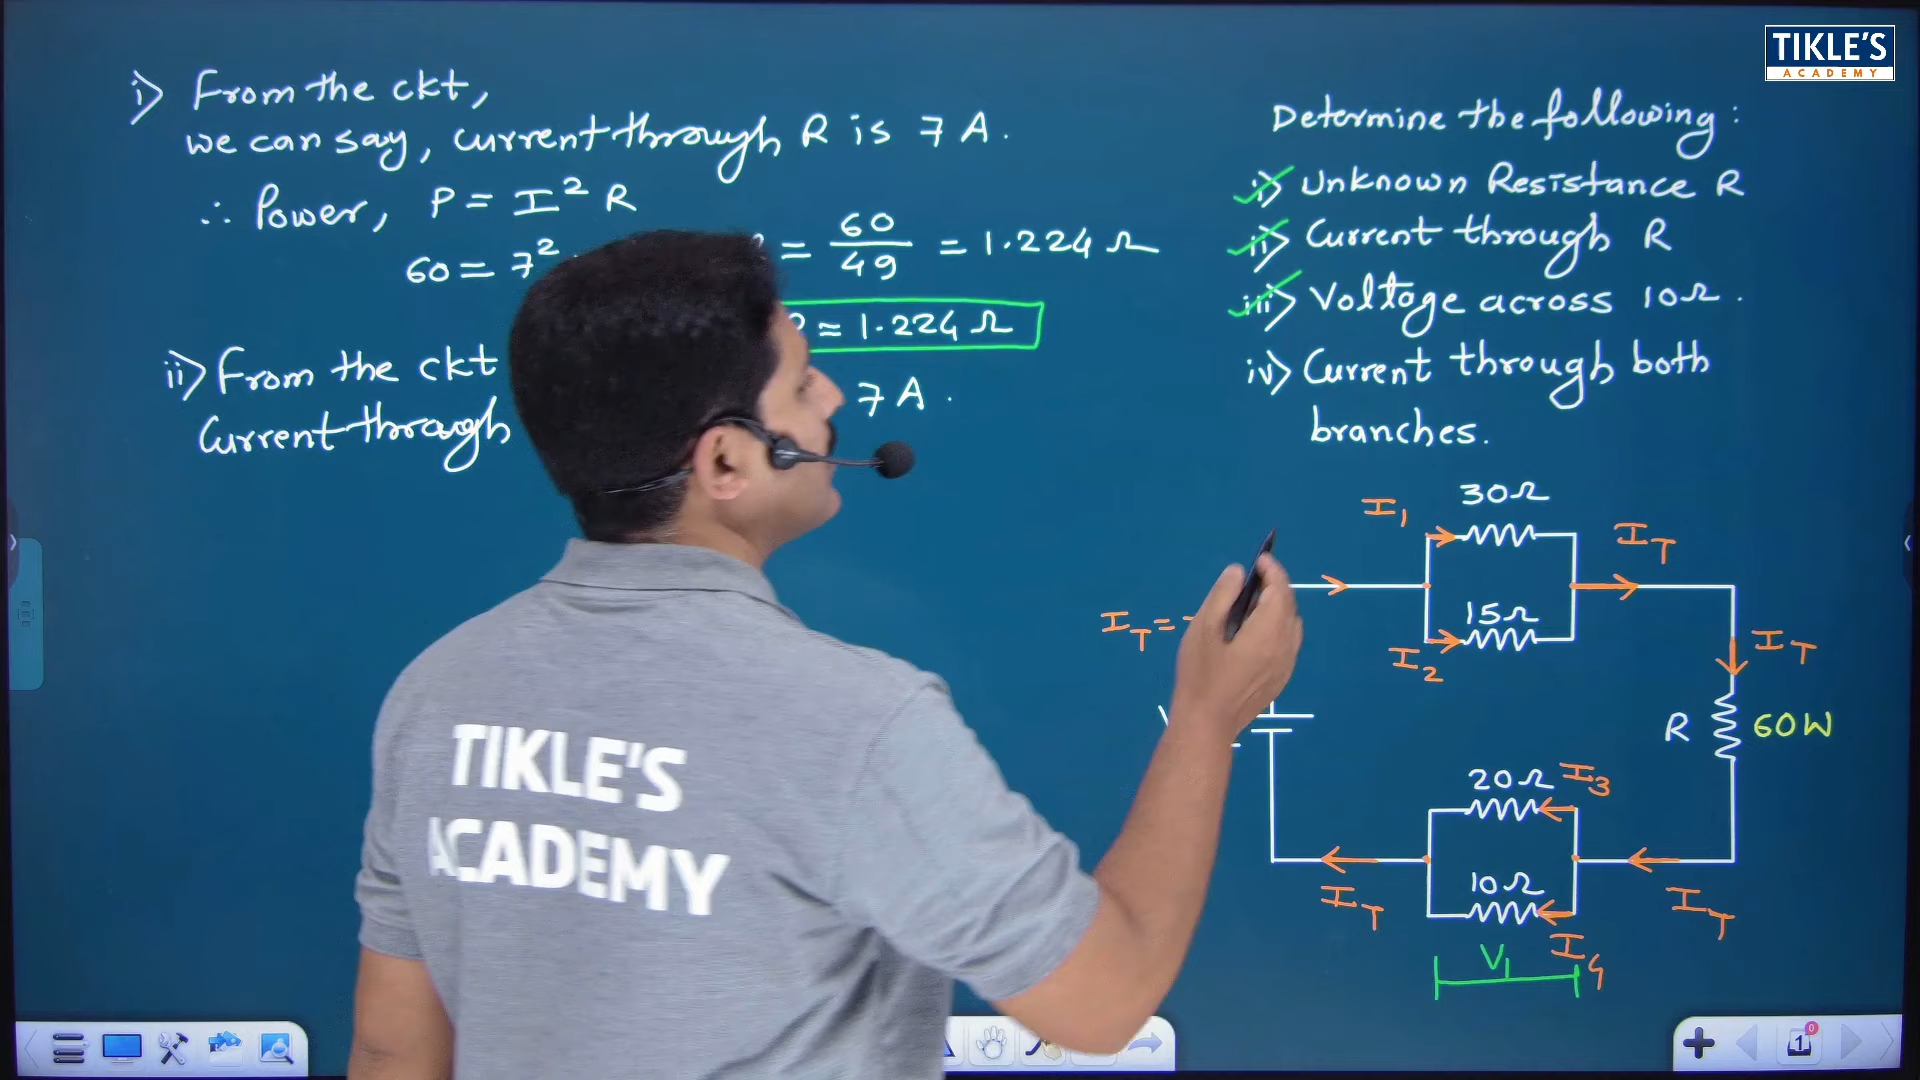 TIKLE'S
ACADEMY
i) From the ckt,
we can say, current through R is 7 A.
∴ Power, P = I² R
60 = 7²
= 60/49 = 1.224 Ω
= 1.224 Ω
ii) From the ckt
Current through
7 A.
Determine the following :
i) Unknown Resistance R
ii) Current through R
iii) Voltage across 10Ω.
iv) Current through both
branches.
30Ω
I₁
I_T
15Ω
I_T =
I₂
I_T
R
60W
20Ω I₃
10Ω
I_T
I_T
V₁
I₄
TIKLE'S
ACADEMY
1
0